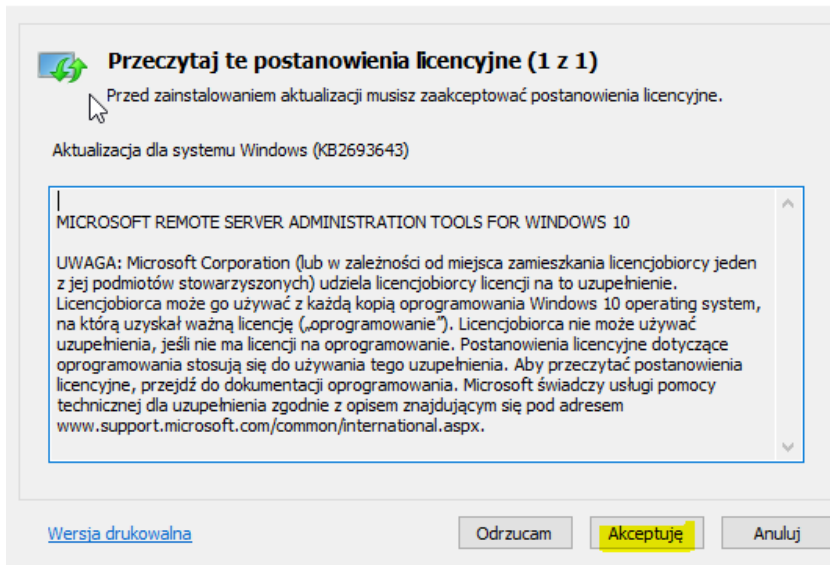 Przeczytaj te postanowienia licencyjne (1 z 1)
Przed zainstalowaniem aktualizacji musisz zaakceptować postanowienia licencyjne.
Aktualizacja dla systemu Windows (KB2693643)
MICROSOFT REMOTE SERVER ADMINISTRATION TOOLS FOR WINDOWS 10
UWAGA: Microsoft Corporation (lub w zależności od miejsca zamieszkania licencjobiorcy jeden
z jej podmiotów stowarzyszonych) udziela licencjobiorcy licencji na to uzupełnienie.
Licencjobiorca może go używać z każdą kopią oprogramowania Windows 10 operating system,
na którą uzyskał ważną licencję („oprogramowanie”). Licencjobiorca nie może używać
uzupełnienia, jeśli nie ma licencji na oprogramowanie. Postanowienia licencyjne dotyczące
oprogramowania stosują się do używania tego uzupełnienia. Aby przeczytać postanowienia
licencyjne, przejdź do dokumentacji oprogramowania. Microsoft świadczy usługi pomocy
technicznej dla uzupełnienia zgodnie z opisem znajdującym się pod adresem
www.support.microsoft.com/common/international.aspx.
Wersja drukowalna
Odrzucam
Akceptuję
Anuluj